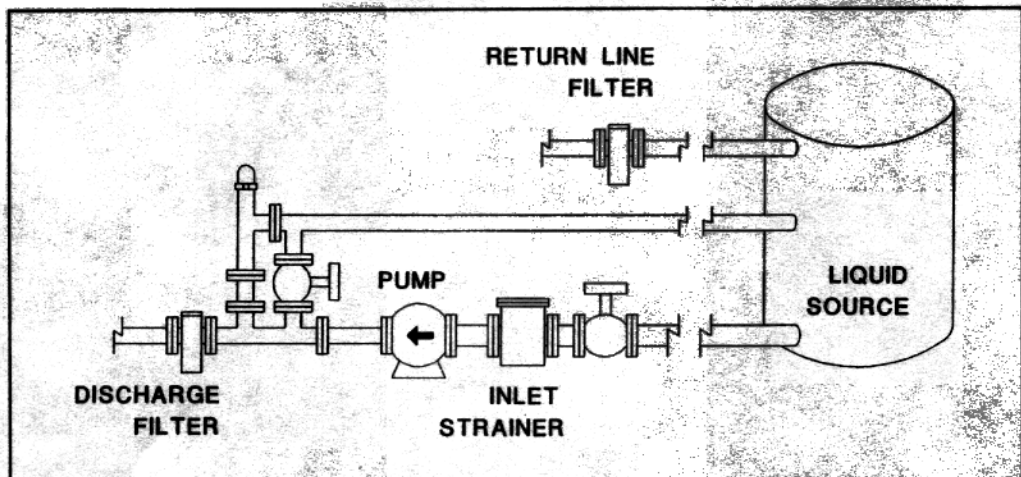 RETURN LINE
FILTER
PUMP
LIQUID
SOURCE
DISCHARGE
FILTER
INLET
STRAINER